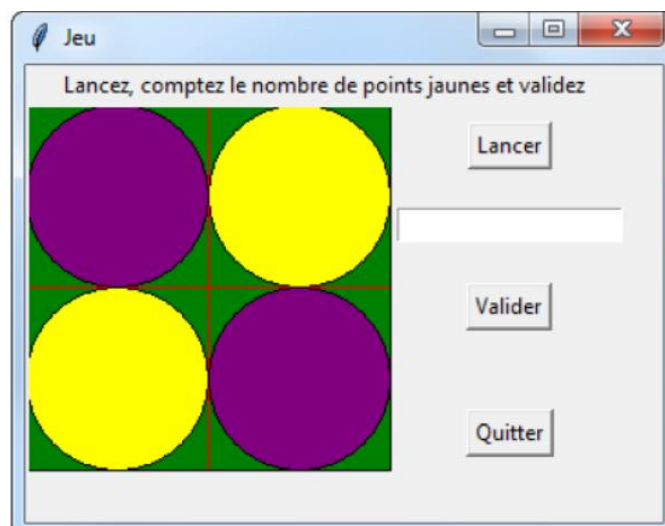 Jeu
Lancez, comptez le nombre de points jaunes et validez
Lancer
Valider
Quitter